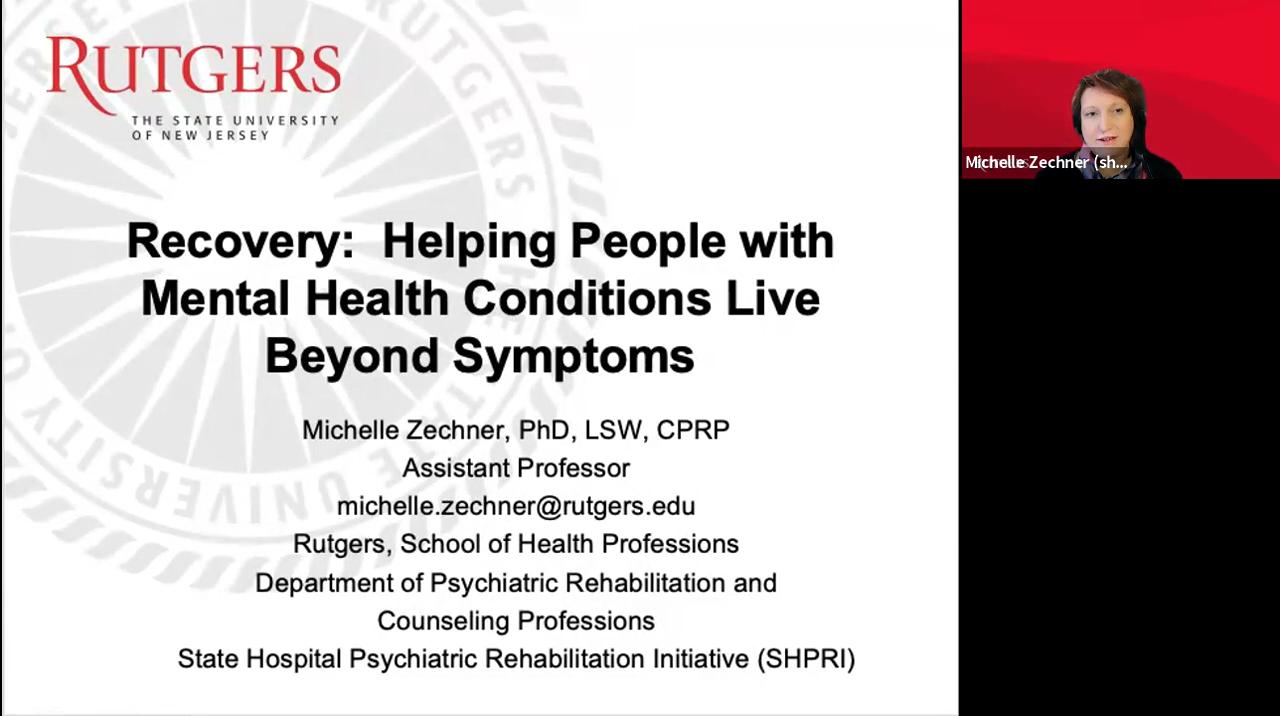 RUTGERS
THE STATE UNIVERSITY
OF NEW JERSEY
Recovery: Helping People with
Mental Health Conditions Live
Beyond Symptoms
Michelle Zechner, PhD, LSW, CPRP
Assistant Professor
michelle.zechner@rutgers.edu
Rutgers, School of Health Professions
Department of Psychiatric Rehabilitation and
Counseling Professions
State Hospital Psychiatric Rehabilitation Initiative (SHPRI)
Michelle Zechner (sh...